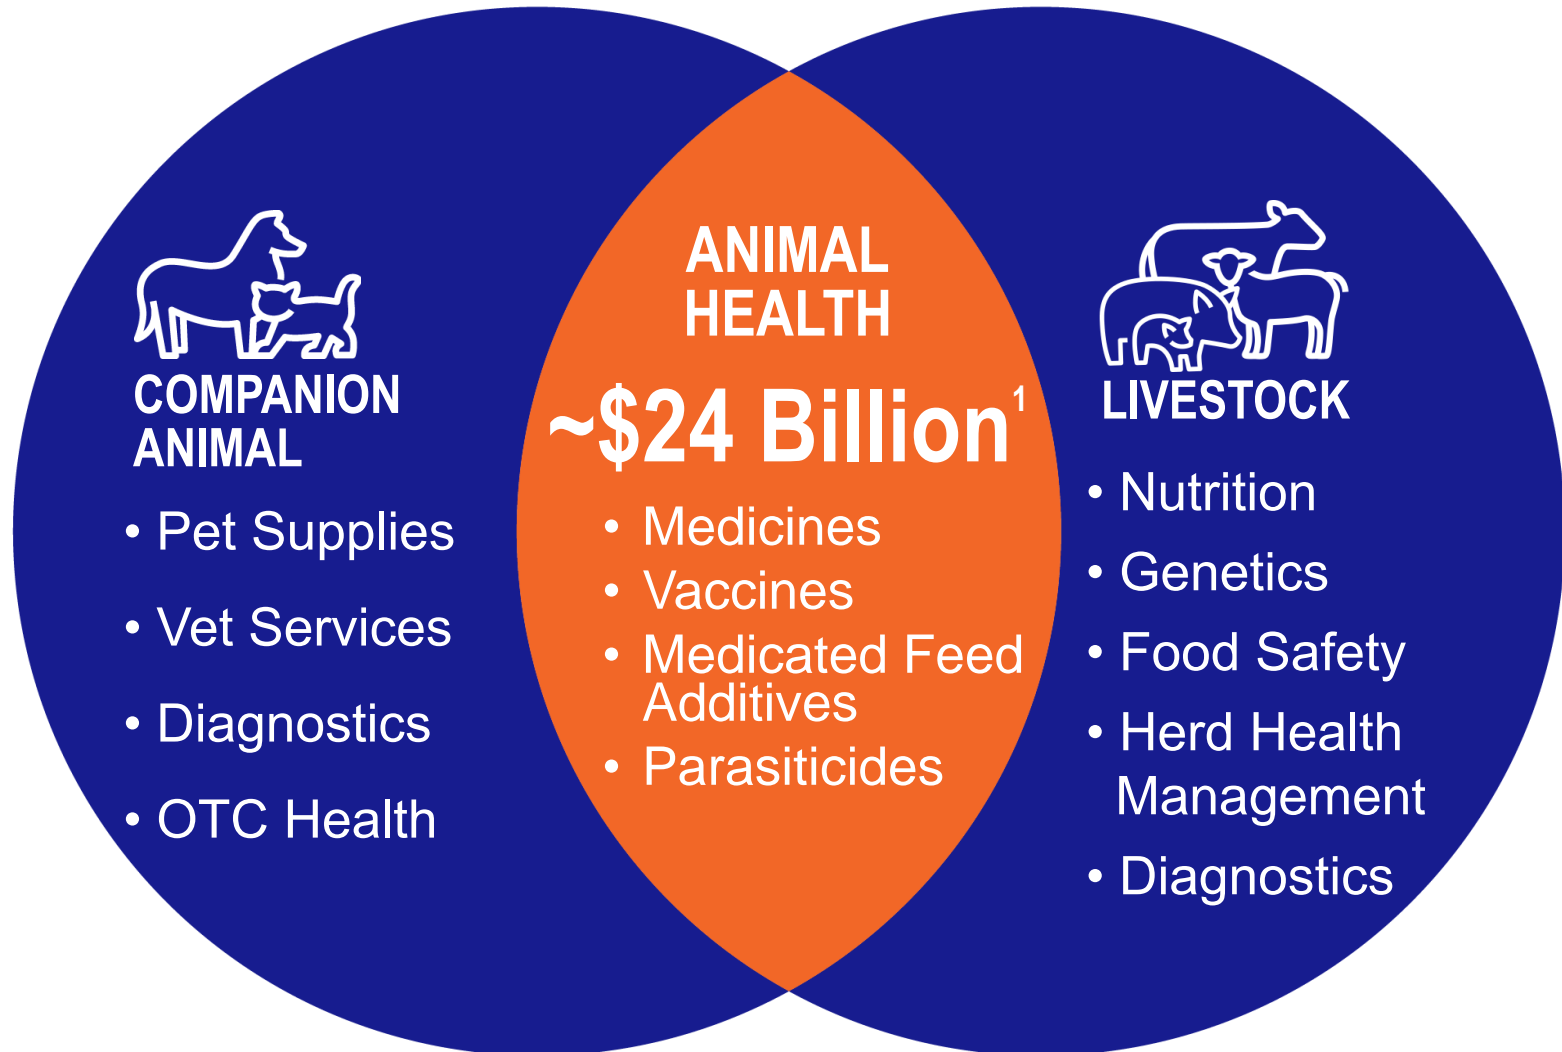 COMPANION
ANIMAL
• Pet Supplies
• Vet Services
• Diagnostics
• OTC Health
ANIMAL
HEALTH
~$24 Billion¹
• Medicines
• Vaccines
• Medicated Feed
Additives
• Parasiticides
LIVESTOCK
• Nutrition
• Genetics
• Food Safety
• Herd Health
Management
• Diagnostics